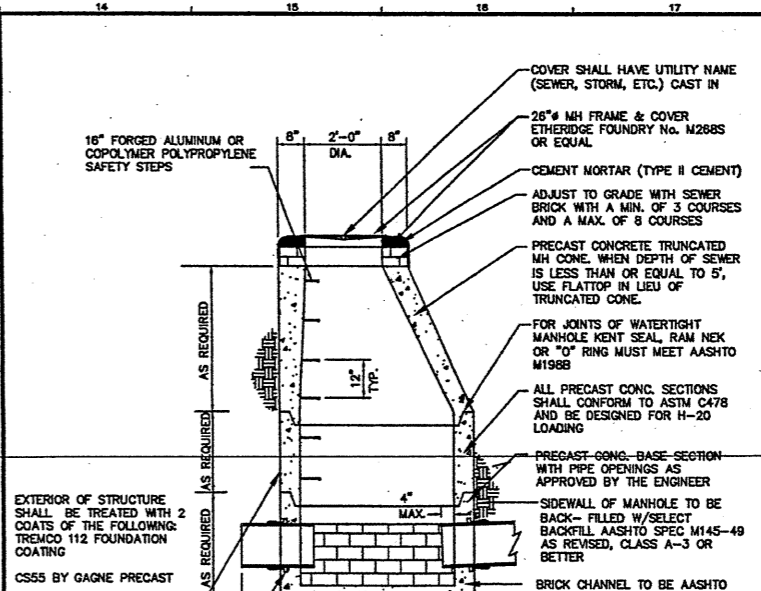 14 15 16 17
COVER SHALL HAVE UTILITY NAME
(SEWER, STORM, ETC.) CAST IN
26"ø MH FRAME & COVER
ETHERIDGE FOUNDRY No. M268S
OR EQUAL
8" 2'-0" 8"
DIA.
16" FORGED ALUMINUM OR
COPOLYMER POLYPROPYLENE
SAFETY STEPS
CEMENT MORTAR (TYPE II CEMENT)
ADJUST TO GRADE WITH SEWER
BRICK WITH A MIN. OF 3 COURSES
AND A MAX. OF 8 COURSES
PRECAST CONCRETE TRUNCATED
MH CONE. WHEN DEPTH OF SEWER
IS LESS THAN OR EQUAL TO 5',
USE FLATTOP IN LIEU OF
TRUNCATED CONE.
FOR JOINTS OF WATERTIGHT
MANHOLE KENT SEAL, RAM NEK
OR "O" RING MUST MEET AASHTO
M198B
AS REQUIRED
12"
TYP.
ALL PRECAST CONC. SECTIONS
SHALL CONFORM TO ASTM C478
AND BE DESIGNED FOR H-20
LOADING
AS REQUIRED
PRECAST CONC. BASE SECTION
WITH PIPE OPENINGS AS
APPROVED BY THE ENGINEER
4"
MAX.
SIDEWALL OF MANHOLE TO BE
BACK- FILLED W/SELECT
BACKFILL AASHTO SPEC M145-49
AS REVISED, CLASS A-3 OR
BETTER
EXTERIOR OF STRUCTURE
SHALL BE TREATED WITH 2
COATS OF THE FOLLOWING:
TREMCO 112 FOUNDATION
COATING
CS55 BY GAGNE PRECAST
AS REQUIRED
BRICK CHANNEL TO BE AASHTO